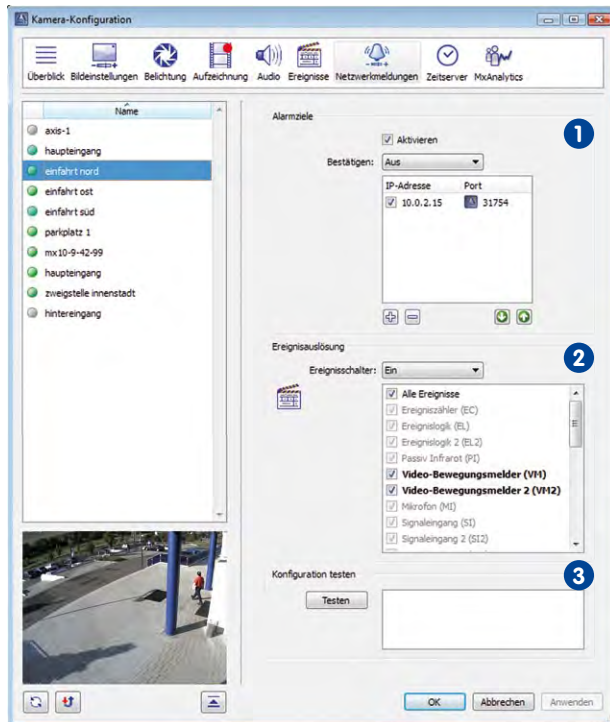 Kamera-Konfiguration
Überblick Bildeinstellungen Belichtung Aufzeichnung Audio Ereignisse Netzwerkmeldungen Zeitserver MxAnalytics
Name
axis-1
haupteingang
einfahrt nord
einfahrt ost
einfahrt süd
parkplatz 1
mx10-9-42-99
haupteingang
zweigstelle innenstadt
hintereingang
Alarmziele
1
Aktivieren
Bestätigen: Aus
IP-Adresse Port
10.0.2.15 31754
Ereignisauslösung
2
Ereignisschalter: Ein
Alle Ereignisse
Ereigniszähler (EC)
Ereignislogik (EL)
Ereignislogik 2 (EL2)
Passiv Infrarot (PI)
Video-Bewegungsmelder (VM)
Video-Bewegungsmelder 2 (VM2)
Mikrofon (MI)
Signaleingang (SI)
Signaleingang 2 (SI2)
Konfiguration testen
3
Testen
OK Abbrechen Anwenden